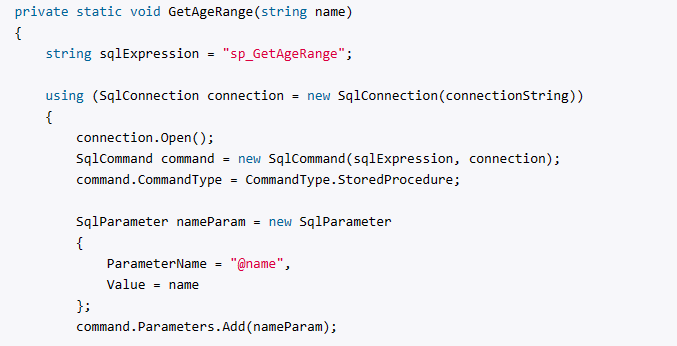 private static void GetAgeRange(string name)
{
    string sqlExpression = "sp_GetAgeRange";

    using (SqlConnection connection = new SqlConnection(connectionString))
    {
        connection.Open();
        SqlCommand command = new SqlCommand(sqlExpression, connection);
        command.CommandType = CommandType.StoredProcedure;

        SqlParameter nameParam = new SqlParameter
        {
            ParameterName = "@name",
            Value = name
        };
        command.Parameters.Add(nameParam);